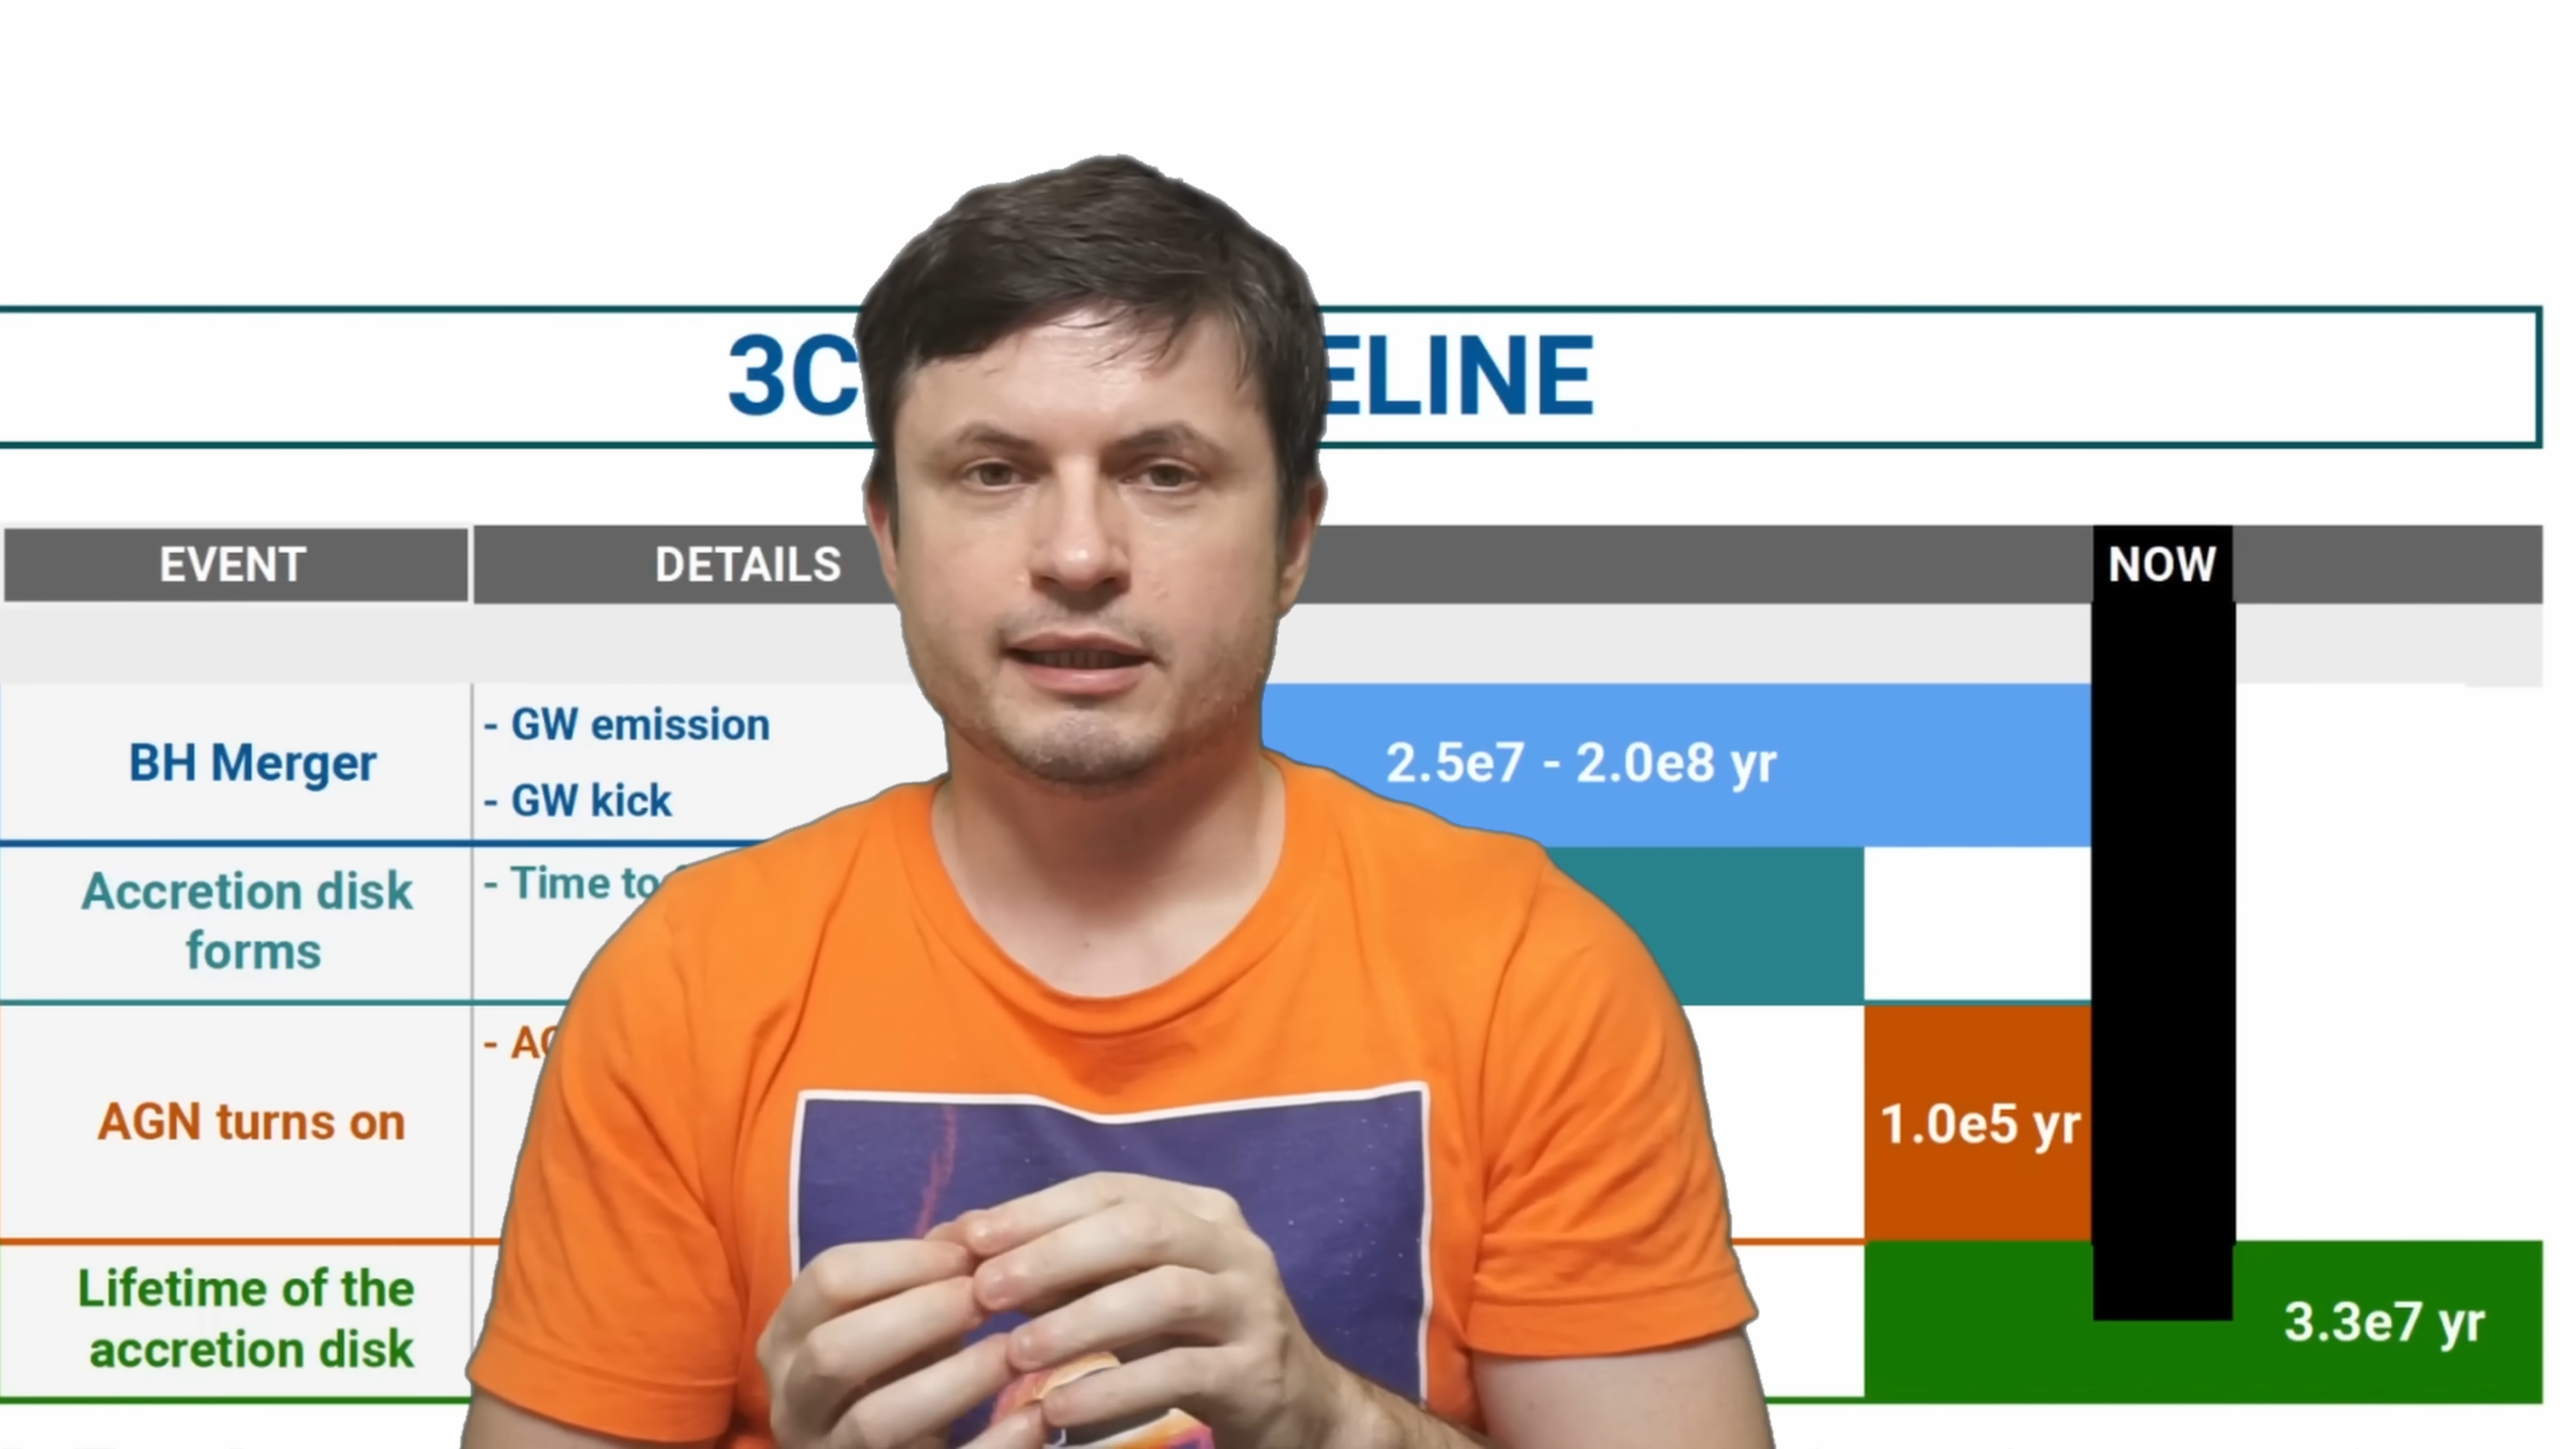 3C ELINE
EVENT DETAILS NOW
BH Merger
- GW emission
- GW kick
2.5e7 - 2.0e8 yr
Accretion disk
forms
- Time to
AGN turns on
1.0e5 yr
Lifetime of the
accretion disk
3.3e7 yr